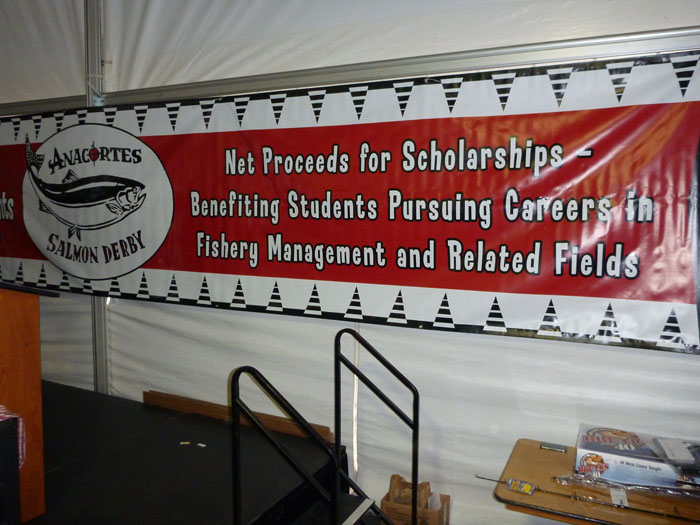 ANACORTES
SALMON DERBY
Net Proceeds for Scholarships –
Benefiting Students Pursuing Careers in
Fishery Management and Related Fields